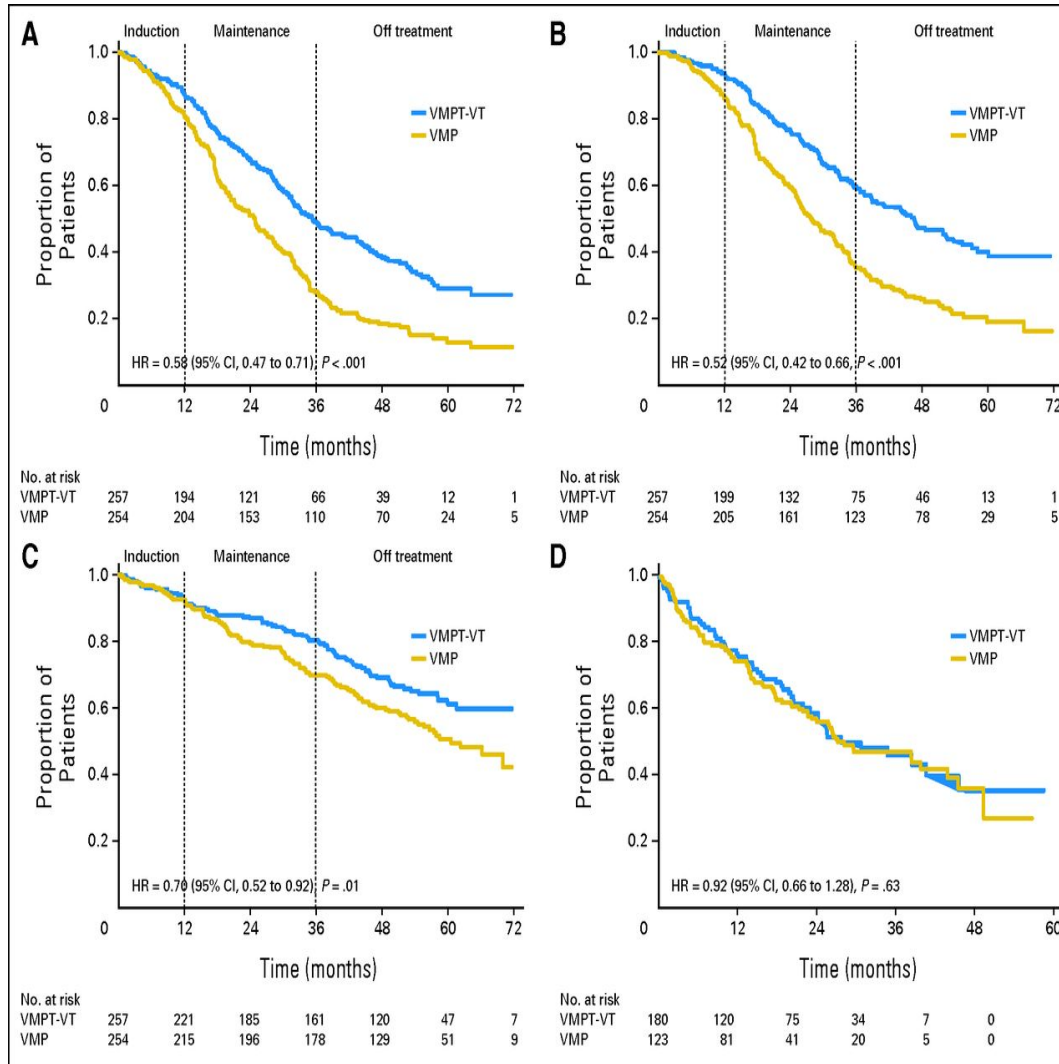 A
Induction Maintenance Off treatment
1.0
0.8
0.6
0.4
0.2
Proportion of
Patients
VMPT-VT
VMP
HR = 0.58 (95% CI, 0.47 to 0.71), P < .001
0 12 24 36 48 60 72
Time (months)
No. at risk
VMPT-VT 257 194 121 66 39 12 1
VMP 254 204 153 110 70 24 5
B
Induction Maintenance Off treatment
1.0
0.8
0.6
0.4
0.2
Proportion of
Patients
VMPT-VT
VMP
HR = 0.52 (95% CI, 0.42 to 0.66, P < .001
0 12 24 36 48 60 72
Time (months)
No. at risk
VMPT-VT 257 199 132 75 46 13 1
VMP 254 205 161 123 78 29 5
C
Induction Maintenance Off treatment
1.0
0.8
0.6
0.4
0.2
Proportion of
Patients
VMPT-VT
VMP
HR = 0.70 (95% CI, 0.52 to 0.92), P = .01
0 12 24 36 48 60 72
Time (months)
No. at risk
VMPT-VT 257 221 185 161 120 47 7
VMP 254 215 196 178 129 51 9
D
1.0
0.8
0.6
0.4
0.2
Proportion of
Patients
VMPT-VT
VMP
HR = 0.92 (95% CI, 0.66 to 1.28), P = .63
0 12 24 36 48 60
Time (months)
No. at risk
VMPT-VT 180 120 75 34 7 0
VMP 123 81 41 20 5 0